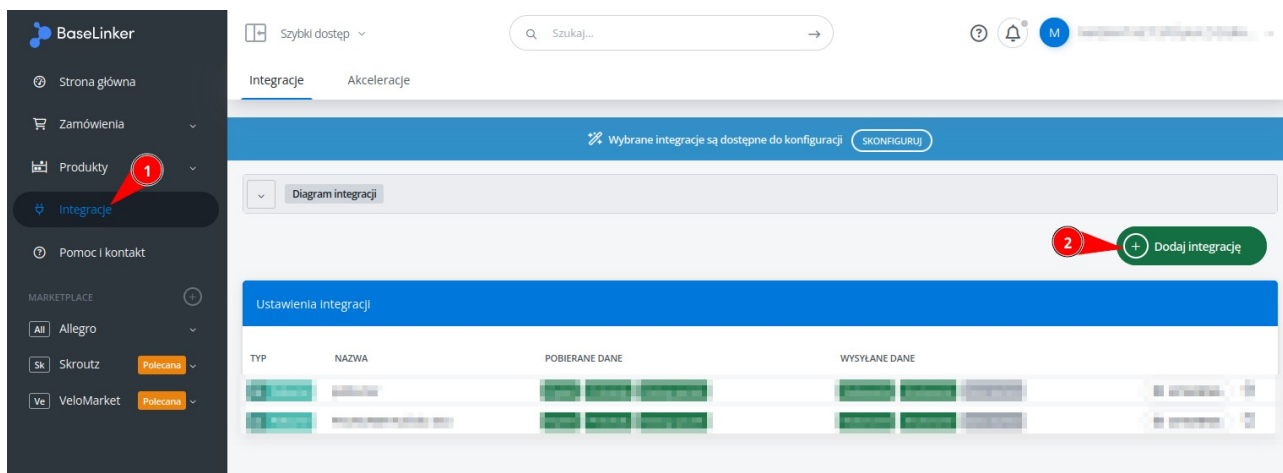 BaseLinker
Szybki dostęp
Szukaj...
M
Strona główna
Zamówienia
Produkty
1
Integracje
Pomoc i kontakt
MARKETPLACE
All Allegro
Sk Skroutz Polecana
Ve VeloMarket Polecana
Integracje Akceleracje
Wybrane integracje są dostępne do konfiguracji SKONFIGURUJ
Diagram integracji
2 Dodaj integrację
Ustawienia integracji
TYP NAZWA POBIERANE DANE WYSYŁANE DANE